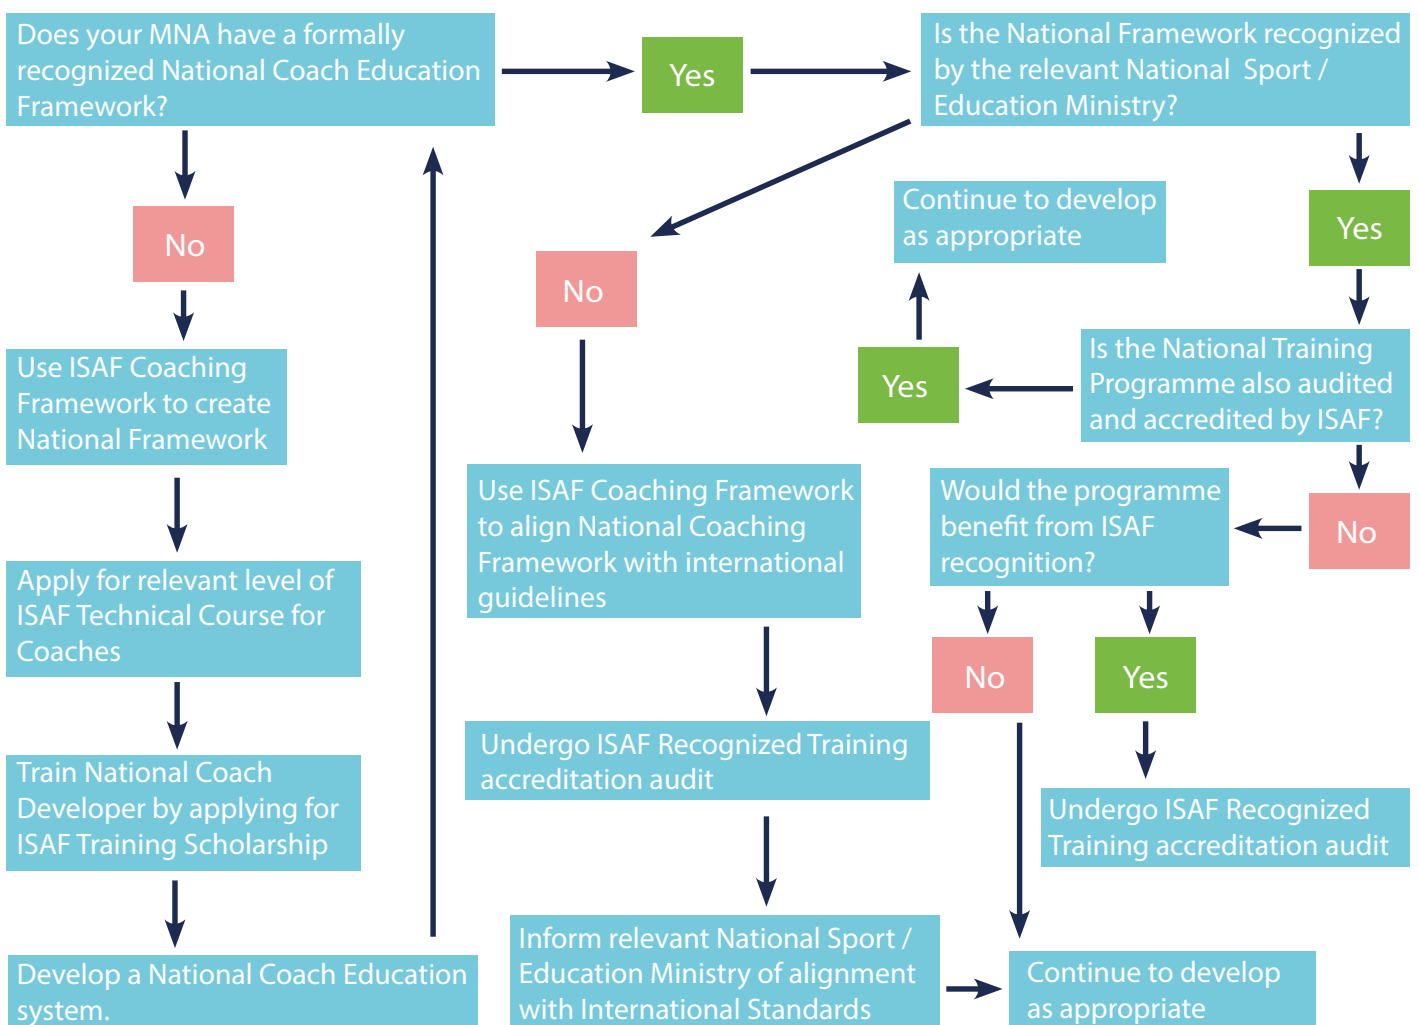 Does your MNA have a formally
recognized National Coach Education
Framework?
Yes
Is the National Framework recognized
by the relevant National Sport /
Education Ministry?
No
Continue to develop
as appropriate
Yes
No
Use ISAF Coaching
Framework to create
National Framework
Yes
Is the National Training
Programme also audited
and accredited by ISAF?
Use ISAF Coaching Framework
to align National Coaching
Framework with international
guidelines
Would the programme
benefit from ISAF
recognition?
No
Apply for relevant level of
ISAF Technical Course for
Coaches
No
Yes
Undergo ISAF Recognized Training
accreditation audit
Train National Coach
Developer by applying for
ISAF Training Scholarship
Undergo ISAF Recognized
Training accreditation audit
Inform relevant National Sport /
Education Ministry of alignment
with International Standards
Develop a National Coach Education
system.
Continue to develop
as appropriate